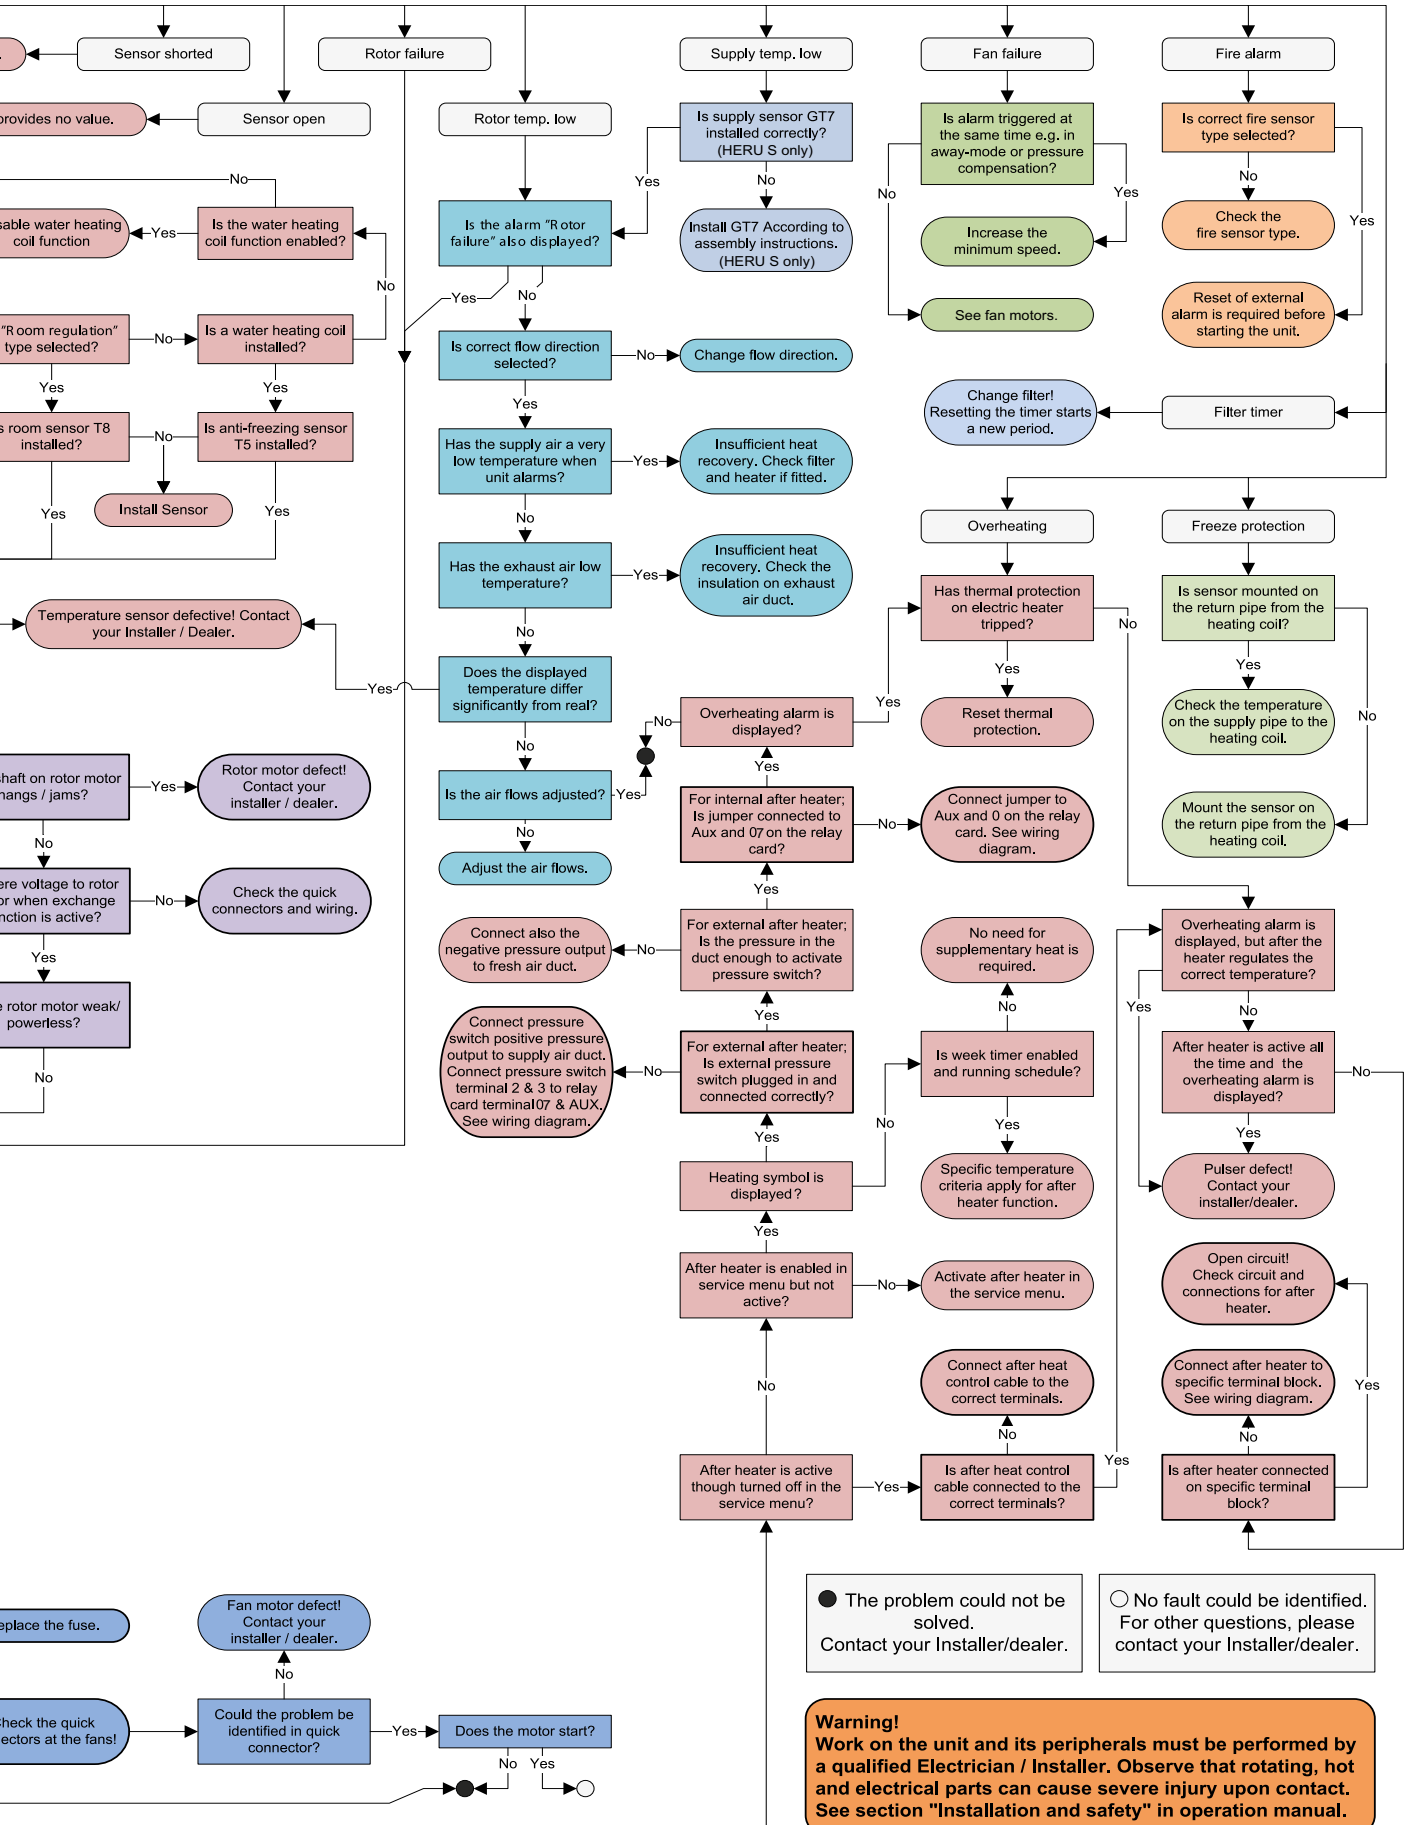 Sensor shorted
Rotor failure
Supply temp. low
Fan failure
Fire alarm
provides no value.
Sensor open
Rotor temp. low
Is supply sensor GT7
installed correctly?
(HERU S only)
Is alarm triggered at
the same time e.g. in
away-mode or pressure
compensation?
Is correct fire sensor
type selected?
No
Yes
No
No
Yes
No
Yes
able water heating
coil function
Yes
Is the water heating
coil function enabled?
Is the alarm "Rotor
failure" also displayed?
Install GT7 According to
assembly instructions.
(HERU S only)
Increase the
minimum speed.
Check the
fire sensor type.
No
Yes
No
See fan motors.
Reset of external
alarm is required before
starting the unit.
"Room regulation"
type selected?
No
Is a water heating coil
installed?
Is correct flow direction
selected?
No
Change flow direction.
Yes
Yes
Yes
Change filter!
Resetting the timer starts
a new period.
Filter timer
room sensor T8
installed?
No
Is anti-freezing sensor
T5 installed?
Has the supply air a very
low temperature when
unit alarms?
Yes
Insufficient heat
recovery. Check filter
and heater if fitted.
Yes
Install Sensor
Yes
No
Overheating
Freeze protection
Has the exhaust air low
temperature?
Yes
Insufficient heat
recovery. Check the
insulation on exhaust
air duct.
Has thermal protection
on electric heater
tripped?
No
Is sensor mounted on
the return pipe from the
heating coil?
Temperature sensor defective! Contact
your Installer / Dealer.
No
Yes
Yes
Yes
Does the displayed
temperature differ
significantly from real?
Yes
No
Overheating alarm is
displayed?
Reset thermal
protection.
Check the temperature
on the supply pipe to the
heating coil.
No
No
Yes
shaft on rotor motor
hangs / jams?
Yes
Rotor motor defect!
Contact your
installer / dealer.
Is the air flows adjusted?
Yes
For internal after heater;
Is jumper connected to
Aux and 07 on the relay
card?
No
Connect jumper to
Aux and 0 on the relay
card. See wiring
diagram.
Mount the sensor on
the return pipe from the
heating coil.
No
No
Adjust the air flows.
Yes
ere voltage to rotor
or when exchange
nction is active?
No
Check the quick
connectors and wiring.
Connect also the
negative pressure output
to fresh air duct.
No
For external after heater;
Is the pressure in the
duct enough to activate
pressure switch?
No need for
supplementary heat is
required.
Overheating alarm is
displayed, but after the
heater regulates the
correct temperature?
Yes
Yes
No
Yes
No
rotor motor weak/
powerless?
Connect pressure
switch positive pressure
output to supply air duct.
Connect pressure switch
terminal 2 & 3 to relay
card terminal 07 & AUX.
See wiring diagram.
No
For external after heater;
Is external pressure
switch plugged in and
connected correctly?
Is week timer enabled
and running schedule?
After heater is active all
the time and the
overheating alarm is
displayed?
No
No
Yes
No
Yes
Yes
Heating symbol is
displayed?
Specific temperature
criteria apply for after
heater function.
Pulser defect!
Contact your
installer/dealer.
Yes
After heater is enabled in
service menu but not
active?
No
Activate after heater in
the service menu.
Open circuit!
Check circuit and
connections for after
heater.
No
Connect after heat
control cable to the
correct terminals.
Connect after heater to
specific terminal block.
See wiring diagram.
Yes
No
No
After heater is active
though turned off in the
service menu?
Yes
Is after heat control
cable connected to the
correct terminals?
Yes
Is after heater connected
on specific terminal
block?
The problem could not be
solved.
Contact your Installer/dealer.
No fault could be identified.
For other questions, please
contact your Installer/dealer.
eplace the fuse.
Fan motor defect!
Contact your
installer / dealer.
No
heck the quick
ectors at the fans!
Could the problem be
identified in quick
connector?
Yes
Does the motor start?
No
Yes
Warning!
Work on the unit and its peripherals must be performed by
a qualified Electrician / Installer. Observe that rotating, hot
and electrical parts can cause severe injury upon contact.
See section "Installation and safety" in operation manual.